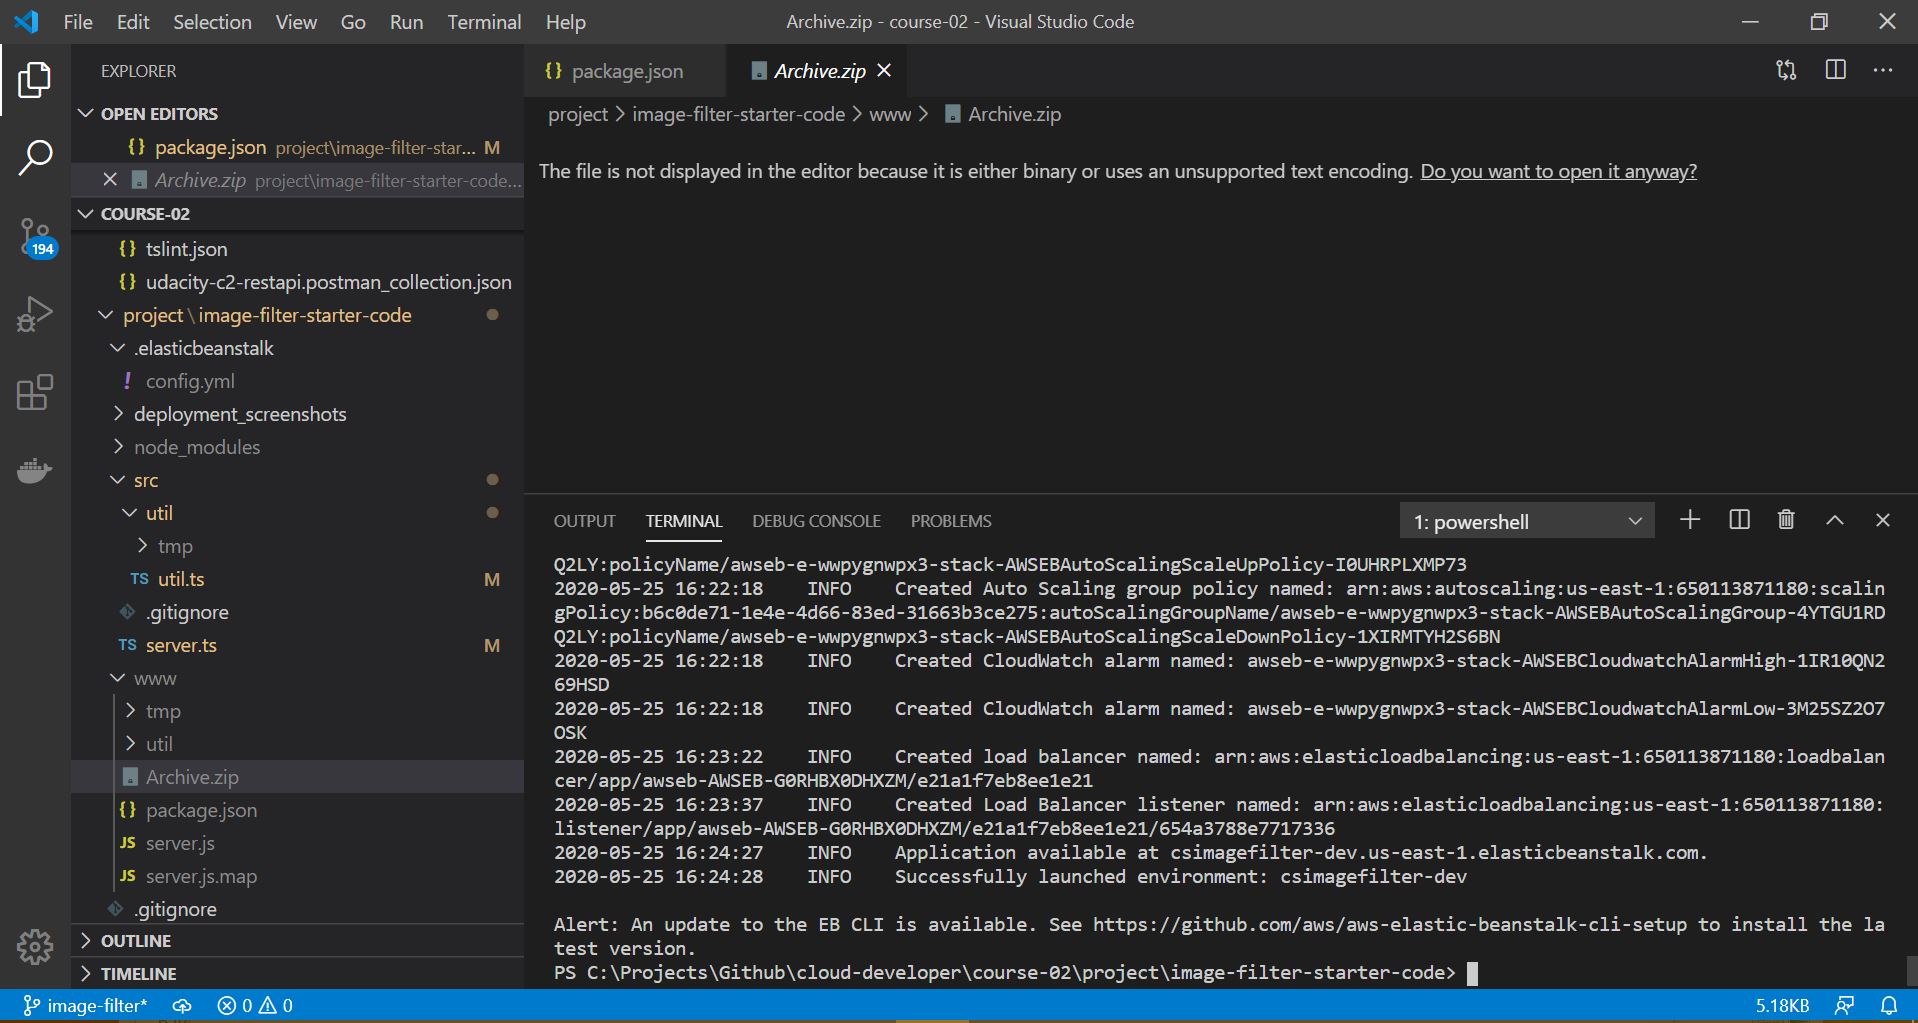 File Edit Selection View Go Run Terminal Help
Archive.zip - course-02 - Visual Studio Code
EXPLORER
OPEN EDITORS
{} package.json project\image-filter-star... M
Archive.zip project\image-filter-starter-code...
COURSE-02
{} tslint.json
{} udacity-c2-restapi.postman_collection.json
project \ image-filter-starter-code
.elasticbeanstalk
! config.yml
deployment_screenshots
node_modules
src
util
tmp
TS util.ts M
.gitignore
TS server.ts M
www
tmp
util
Archive.zip
{} package.json
JS server.js
JS server.js.map
.gitignore
OUTLINE
TIMELINE
194
{} package.json
Archive.zip
project > image-filter-starter-code > www > Archive.zip
The file is not displayed in the editor because it is either binary or uses an unsupported text encoding. Do you want to open it anyway?
OUTPUT TERMINAL DEBUG CONSOLE PROBLEMS
1: powershell
Q2LY:policyName/awseb-e-wwpygnwpx3-stack-AWSEBAutoScalingScaleUpPolicy-I0UHRPLXMP73
2020-05-25 16:22:18 INFO Created Auto Scaling group policy named: arn:aws:autoscaling:us-east-1:650113871180:scalin
gPolicy:b6c0de71-1e4e-4d66-83ed-31663b3ce275:autoScalingGroupName/awseb-e-wwpygnwpx3-stack-AWSEBAutoScalingGroup-4YTGU1RD
Q2LY:policyName/awseb-e-wwpygnwpx3-stack-AWSEBAutoScalingScaleDownPolicy-1XIRMTYH2S6BN
2020-05-25 16:22:18 INFO Created CloudWatch alarm named: awseb-e-wwpygnwpx3-stack-AWSEBCloudwatchAlarmHigh-1IR10QN2
69HSD
2020-05-25 16:22:18 INFO Created CloudWatch alarm named: awseb-e-wwpygnwpx3-stack-AWSEBCloudwatchAlarmLow-3M25SZ2O7
OSK
2020-05-25 16:23:22 INFO Created load balancer named: arn:aws:elasticloadbalancing:us-east-1:650113871180:loadbalan
cer/app/awseb-AWSEB-G0RHBX0DHXZM/e21a1f7eb8ee1e21
2020-05-25 16:23:37 INFO Created Load Balancer listener named: arn:aws:elasticloadbalancing:us-east-1:650113871180:
listener/app/awseb-AWSEB-G0RHBX0DHXZM/e21a1f7eb8ee1e21/654a3788e7717336
2020-05-25 16:24:27 INFO Application available at csimagefilter-dev.us-east-1.elasticbeanstalk.com.
2020-05-25 16:24:28 INFO Successfully launched environment: csimagefilter-dev
Alert: An update to the EB CLI is available. See https://github.com/aws/aws-elastic-beanstalk-cli-setup to install the la
test version.
PS C:\Projects\Github\cloud-developer\course-02\project\image-filter-starter-code>
image-filter* 0 0
5.18KB